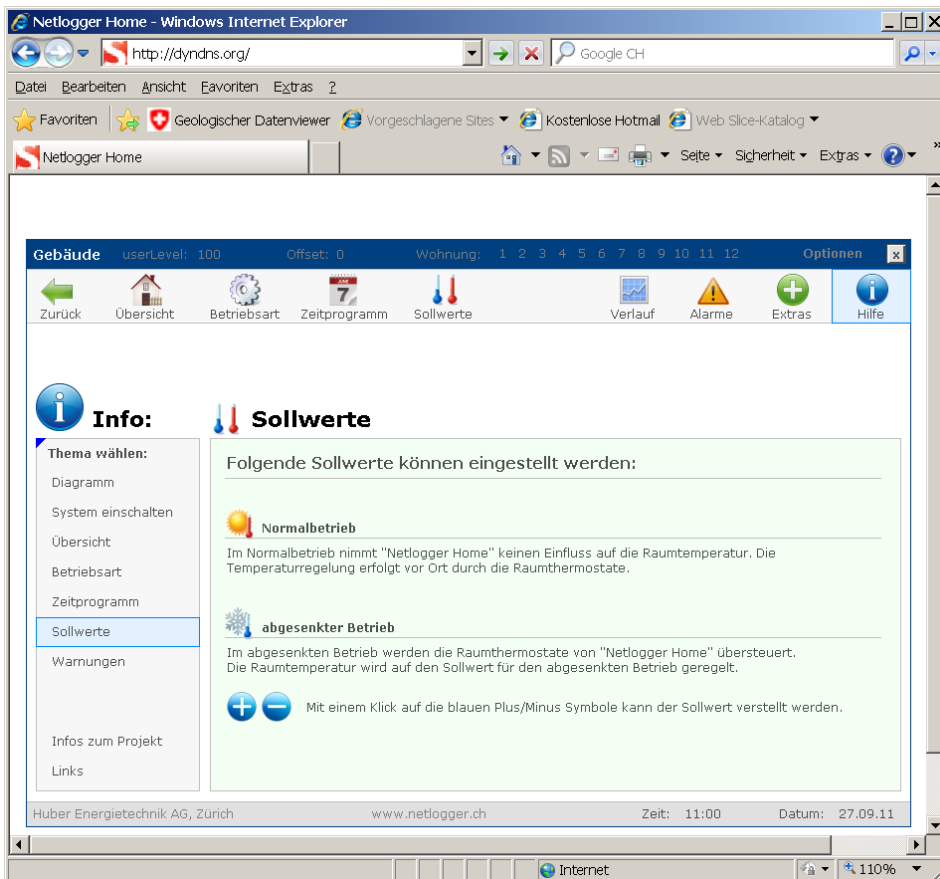 Netlogger Home - Windows Internet Explorer
http://dyndns.org/
Google CH
Datei Bearbeiten Ansicht Favoriten Extras ?
Favoriten Geologischer Datenviewer Vorgeschlagene Sites Kostenlose Hotmail Web Slice-Katalog
Netlogger Home
Seite Sicherheit Extras ? »
Gebäude userLevel: 100 Offset: 0 Wohnung: 1 2 3 4 5 6 7 8 9 10 11 12 Optionen x
JUNE
7
Zurück Übersicht Betriebsart Zeitprogramm Sollwerte Verlauf Alarme Extras Hilfe
Info: Sollwerte
Thema wählen:
Diagramm
System einschalten
Übersicht
Betriebsart
Zeitprogramm
Sollwerte
Warnungen
Infos zum Projekt
Links
Folgende Sollwerte können eingestellt werden:
Normalbetrieb
Im Normalbetrieb nimmt "Netlogger Home" keinen Einfluss auf die Raumtemperatur. Die
Temperaturregelung erfolgt vor Ort durch die Raumthermostate.
abgesenkter Betrieb
Im abgesenkten Betrieb werden die Raumthermostate von "Netlogger Home" übersteuert.
Die Raumtemperatur wird auf den Sollwert für den abgesenkten Betrieb geregelt.
Mit einem Klick auf die blauen Plus/Minus Symbole kann der Sollwert verstellt werden.
Huber Energietechnik AG, Zürich www.netlogger.ch Zeit: 11:00 Datum: 27.09.11
Internet 110%